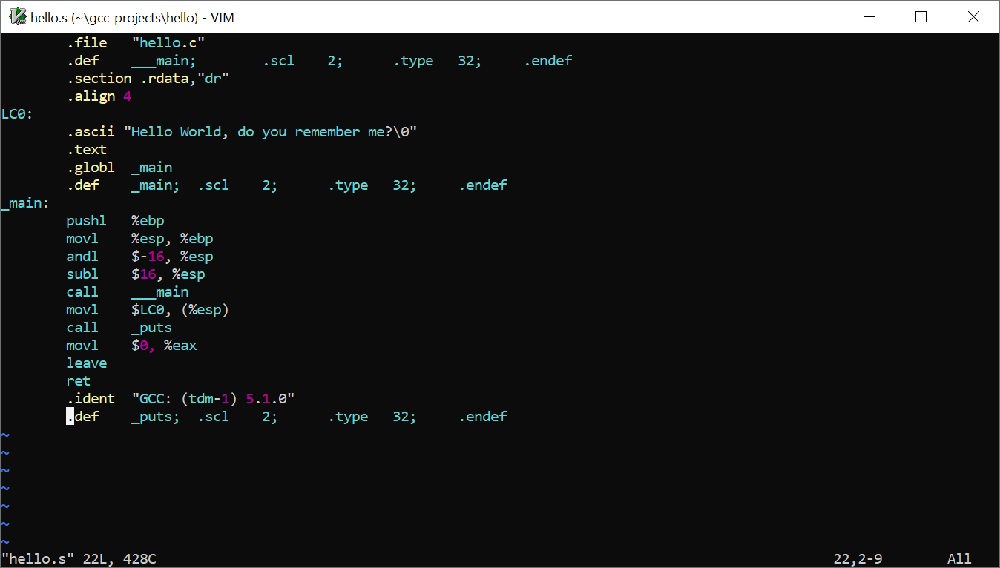 hello.s (~\gcc projects\hello) - VIM
.file "hello.c"
.def ___main; .scl 2; .type 32; .endef
.section .rdata,"dr"
.align 4
LC0:
.ascii "Hello World, do you remember me?\0"
.text
.globl _main
.def _main; .scl 2; .type 32; .endef
_main:
pushl %ebp
movl %esp, %ebp
andl $-16, %esp
subl $16, %esp
call ___main
movl $LC0, (%esp)
call _puts
movl $0, %eax
leave
ret
.ident "GCC: (tdm-1) 5.1.0"
.def _puts; .scl 2; .type 32; .endef
~
~
~
~
~
~
~
"hello.s" 22L, 428C 22,2-9 All